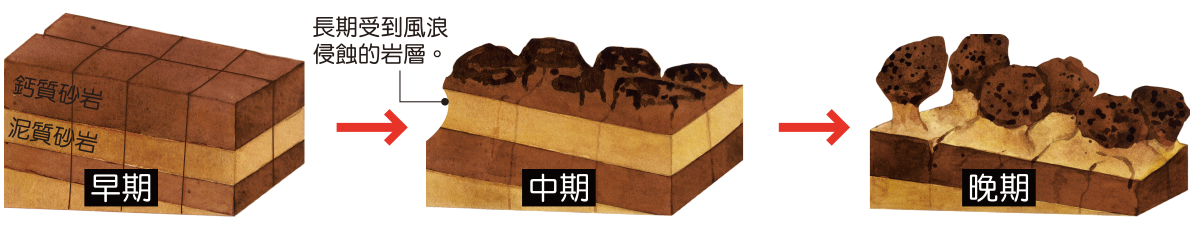 鈣質砂岩
泥質砂岩
早期
長期受到風浪
侵蝕的岩層。
中期
晚期